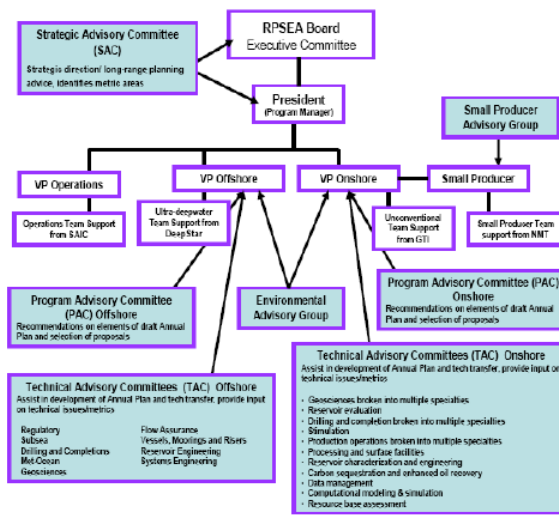 Strategic Advisory Committee
(SAC)
Strategic direction/ long-range planning
advice, identifies metric areas
RPSEA Board
Executive Committee
President
(Program Manager)
Small Producer
Advisory Group
VP Operations
VP Offshore
VP Onshore
Small Producer
Operations Team Support
from SAIC
Ultra-deepwater
Team Support from
DeepStar
Unconventional
Team Support
from GTI
Small Producer Team
support from NMT
Program Advisory Committee
(PAC) Offshore
Recommendations on elements of draft Annual
Plan and selection of proposals
Environmental
Advisory Group
Program Advisory Committee (PAC)
Onshore
Recommendations on elements of draft Annual
Plan and selection of proposals
Technical Advisory Committees (TAC) Offshore
Assist in development of Annual Plan and tech transfer, provide input
on technical issues/metrics
Regulatory
Subsea
Drilling and Completions
Met-Ocean
Geosciences
Flow Assurance
Vessels, Moorings and Risers
Reservoir Engineering
Systems Engineering
Technical Advisory Committees (TAC) Onshore
Assist in development of Annual Plan and tech transfer, provide input on
technical issues/metrics
• Geosciences broken into multiple specialties
• Reservoir evaluation
• Drilling and completion broken into multiple specialties
• Stimulation
• Production operations broken into multiple specialties
• Processing and surface facilities
• Reservoir characterization and engineering
• Carbon sequestration and enhanced oil recovery
• Data management
• Computational modeling & simulation
• Resource base assessment